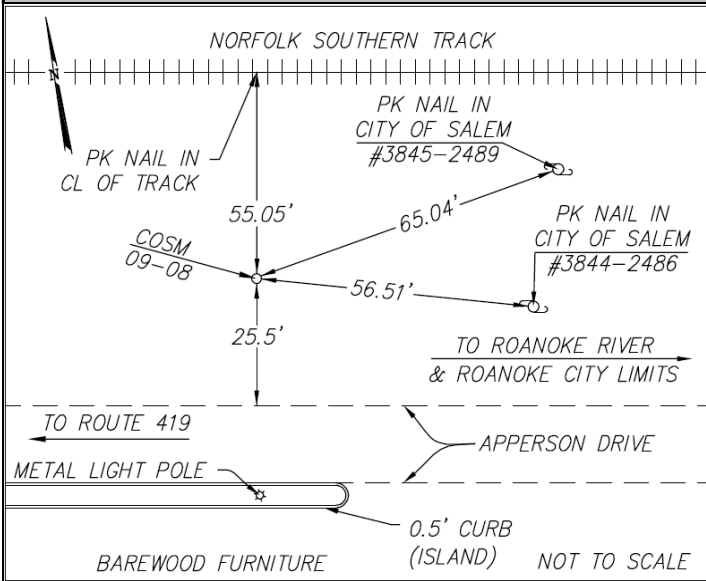 NORFOLK SOUTHERN TRACK
N
PK NAIL IN
CITY OF SALEM
#3845-2489
PK NAIL IN
CL OF TRACK
55.05'
65.04'
PK NAIL IN
CITY OF SALEM
#3844-2486
COSM
09-08
56.51'
25.5'
TO ROANOKE RIVER
& ROANOKE CITY LIMITS
TO ROUTE 419
APPERSON DRIVE
METAL LIGHT POLE
0.5' CURB
(ISLAND)
BAREWOOD FURNITURE
NOT TO SCALE